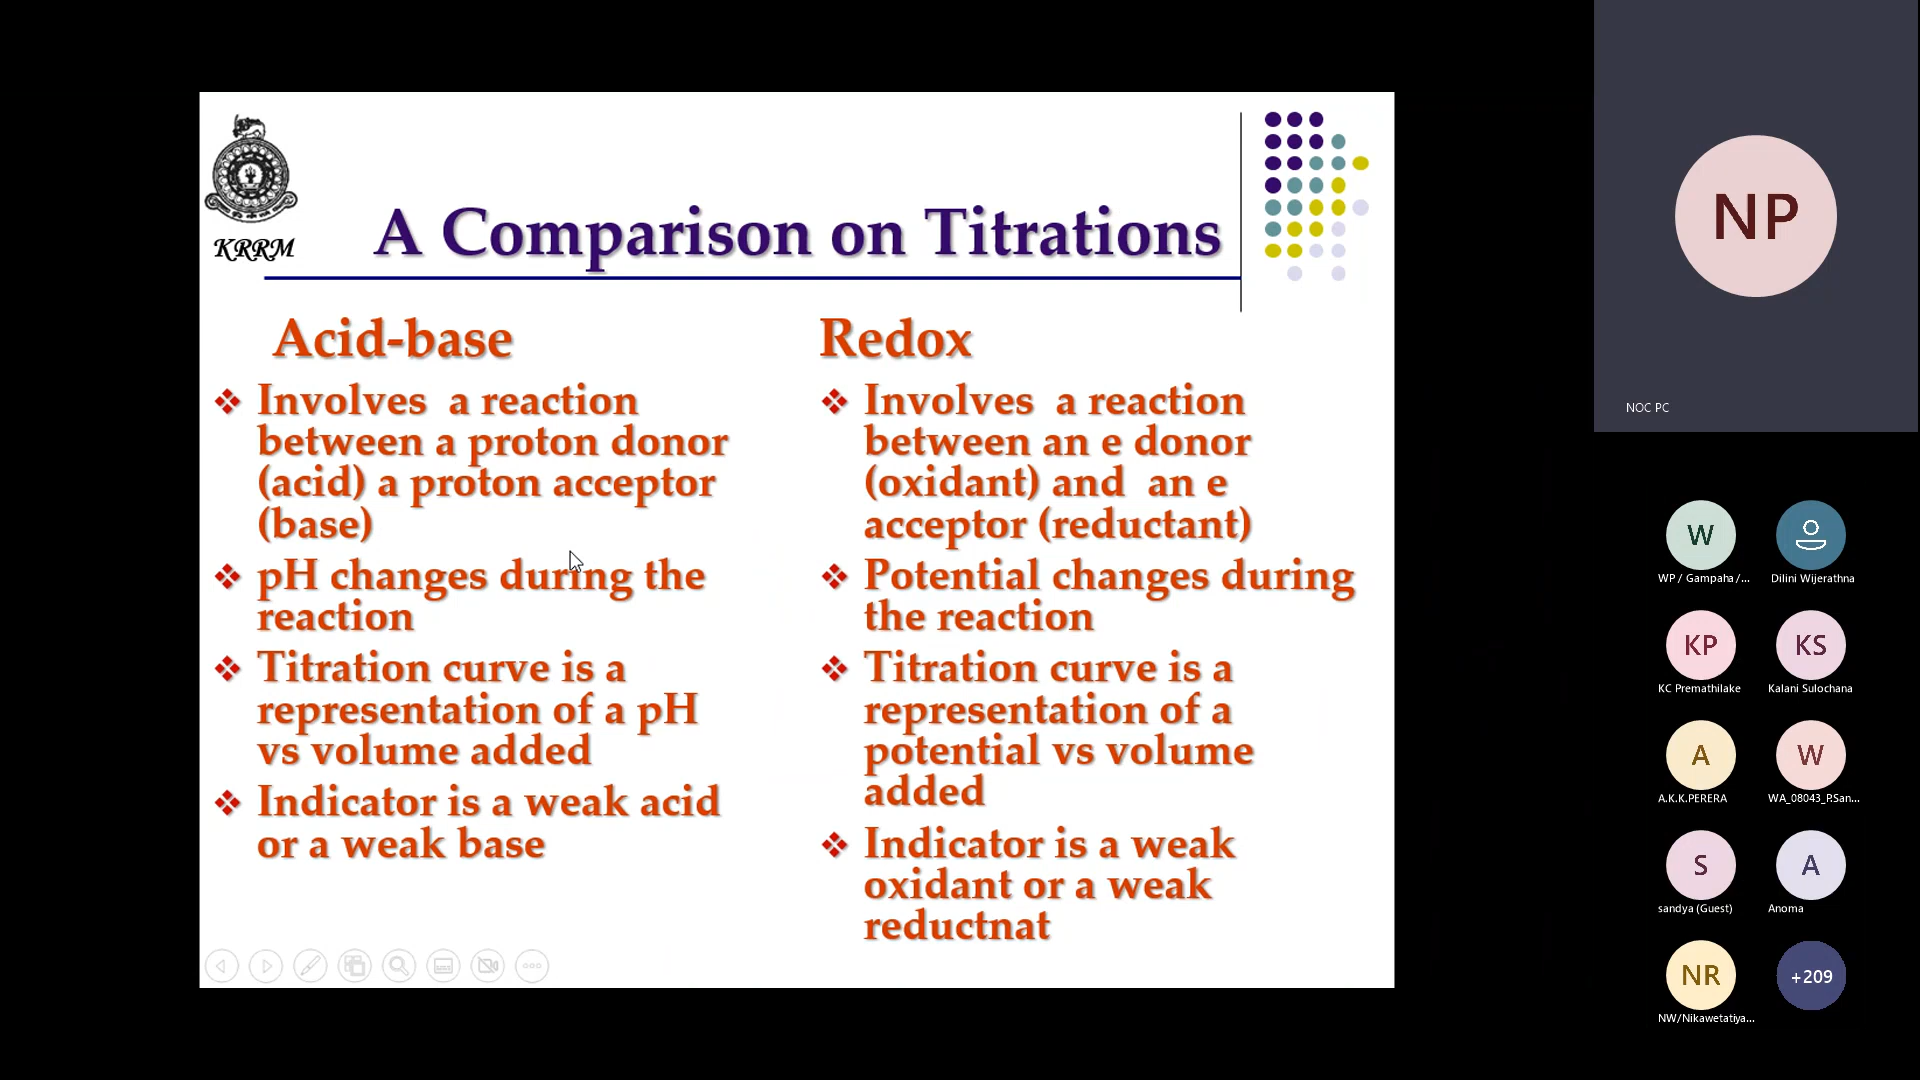 KRRM
A Comparison on Titrations
Acid-base
❖ Involves a reaction
between a proton donor
(acid) a proton acceptor
(base)
❖ pH changes during the
reaction
❖ Titration curve is a
representation of a pH
vs volume added
❖ Indicator is a weak acid
or a weak base
Redox
❖ Involves a reaction
between an e donor
(oxidant) and an e
acceptor (reductant)
❖ Potential changes during
the reaction
❖ Titration curve is a
representation of a
potential vs volume
added
❖ Indicator is a weak
oxidant or a weak
reductnat
NP
NOC PC
W
WP / Gampaha /...
Dilini Wijerathna
KP
KC Premathilake
KS
Kalani Sulochana
A
A.K.K.PERERA
W
WA_08043_P.San...
S
sandya (Guest)
A
Anoma
NR
NW/Nikawetatiya...
+209